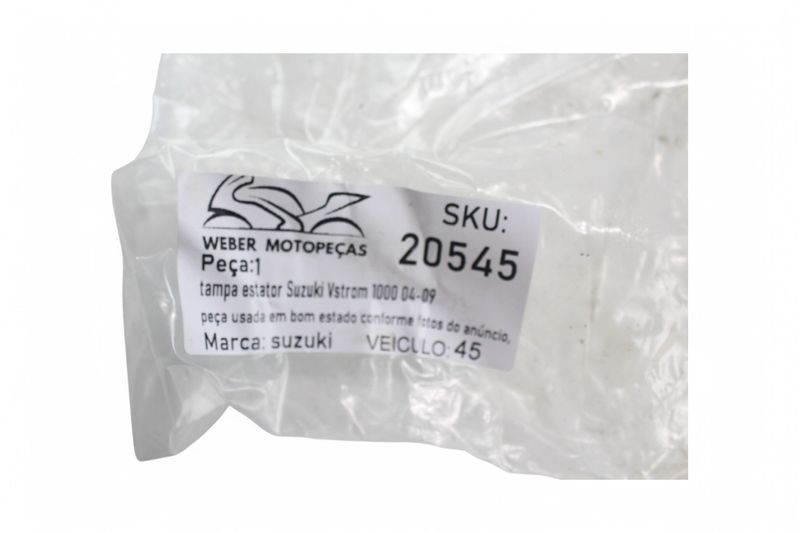 WEBER MOTOPEÇAS
SKU:
20545
Peça:1
tampa estator Suzuki Vstrom 1000 04-09
peça usada em bom estado conforme fotos do anúncio,
Marca: suzuki VEICULO: 45